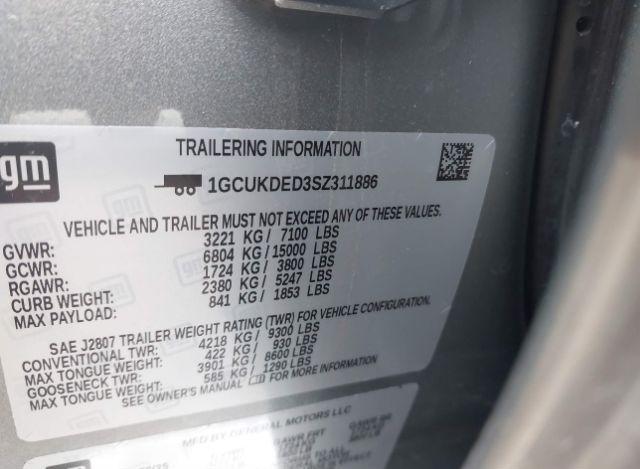 gm
TRAILERING INFORMATION
1GCUKDED3SZ311886
VEHICLE AND TRAILER MUST NOT EXCEED ANY OF THESE VALUES.
GVWR: 3221 KG / 7100 LBS
GCWR: 6804 KG / 15000 LBS
RGAWR: 1724 KG / 3800 LBS
CURB WEIGHT: 2380 KG / 5247 LBS
MAX PAYLOAD: 841 KG / 1853 LBS
SAE J2807 TRAILER WEIGHT RATING (TWR) FOR VEHICLE CONFIGURATION.
CONVENTIONAL TWR: 4218 KG / 9300 LBS
MAX TONGUE WEIGHT: 422 KG / 930 LBS
GOOSENECK TWR: 3901 KG / 8600 LBS
MAX TONGUE WEIGHT: 585 KG / 1290 LBS
SEE OWNER'S MANUAL FOR MORE INFORMATION
MFD BY GENERAL MOTORS LLC
GAWR FRT